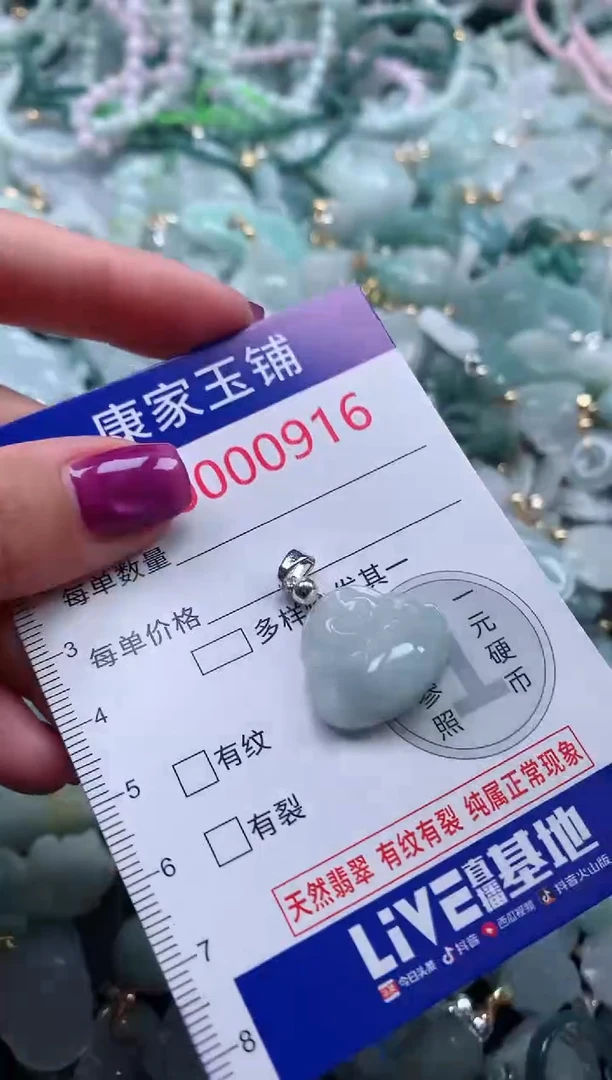 康家玉铺
000916
每单数量
每单价格
多样 发其一
一元硬币
1
参照
有纹
有裂
天然翡翠 有纹有裂 纯属正常现象
LiVE直播基地
今日头条 抖音 西瓜视频 抖音火山版
3
4
5
6
7
8